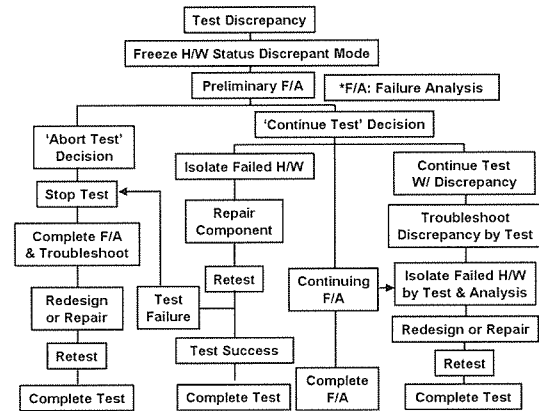 Test Discrepancy
Freeze H/W Status Discrepant Mode
Preliminary F/A
*F/A: Failure Analysis
'Continue Test' Decision
'Abort Test'
Decision
Stop Test
Complete F/A
& Troubleshoot
Redesign
or Repair
Retest
Complete Test
Isolate Failed H/W
Repair
Component
Retest
Test
Failure
Test Success
Complete Test
Continuing
F/A
Complete
F/A
Continue Test
W/ Discrepancy
Troubleshoot
Discrepancy by Test
Isolate Failed H/W
by Test & Analysis
Redesign or Repair
Retest
Complete Test